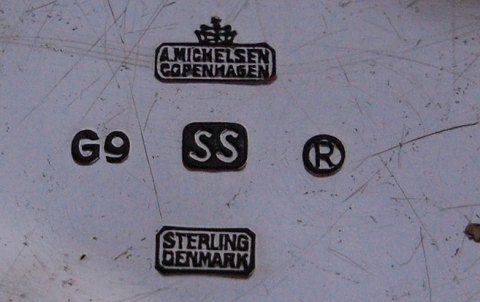 A.MICHELSEN
COPENHAGEN
G9 SS R
STERLING
DENMARK